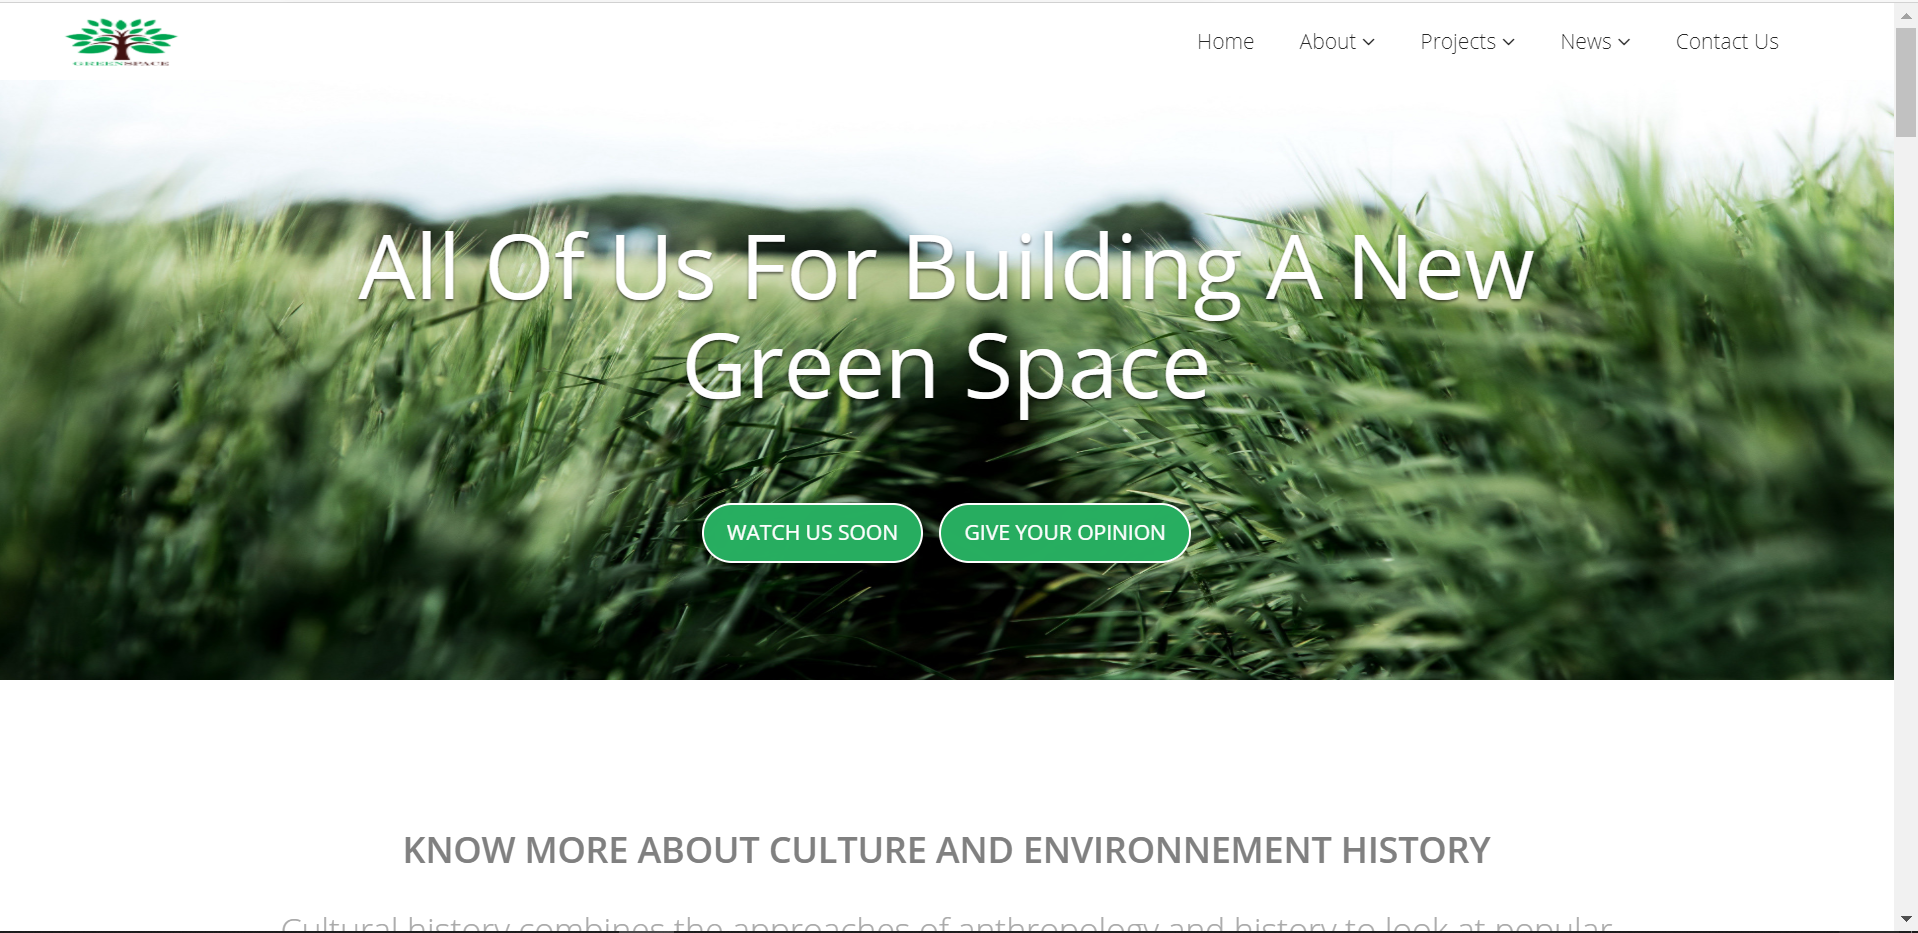 GREENSPACE
Home About Projects News Contact Us
All Of Us For Building A New
Green Space
WATCH US SOON GIVE YOUR OPINION
KNOW MORE ABOUT CULTURE AND ENVIRONNEMENT HISTORY
Cultural history combines the approaches of anthropology and history to look at popular